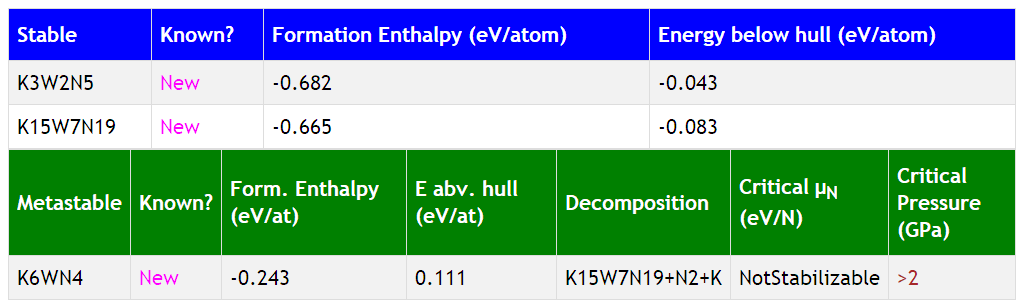 Stable Known? Formation Enthalpy (eV/atom) Energy below hull (eV/atom)
K3W2N5 New -0.682 -0.043
K15W7N19 New -0.665 -0.083
Metastable Known? Form. Enthalpy (eV/at) E abv. hull (eV/at) Decomposition Critical μN (eV/N) Critical Pressure (GPa)
K6WN4 New -0.243 0.111 K15W7N19+N2+K NotStabilizable >2